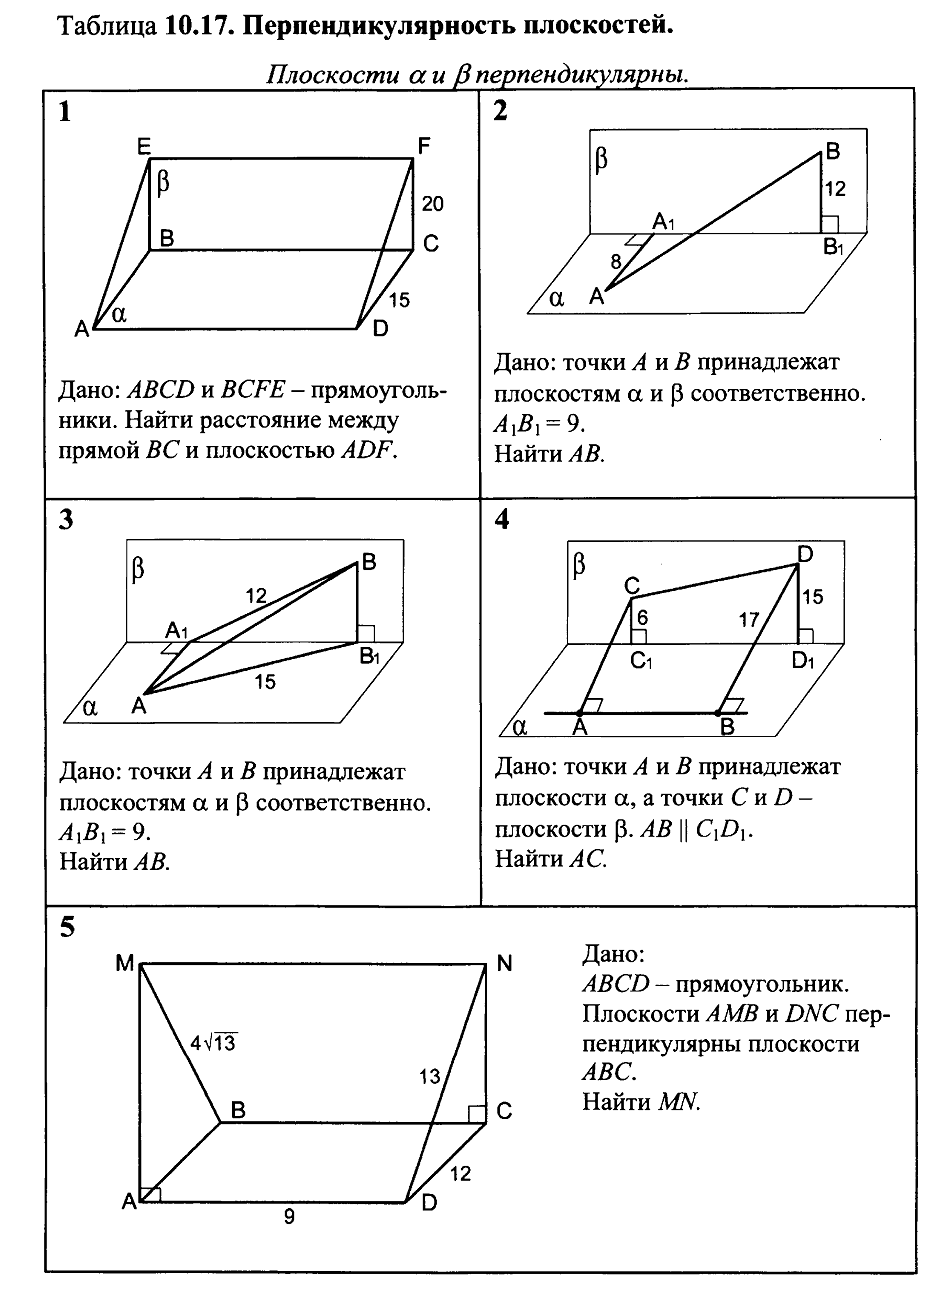 Таблица 10.17. Перпендикулярность плоскостей.
Плоскости α и β перпендикулярны.
1
E
F
β
20
B
C
15
A
α
D
Дано: ABCD и BCFE – прямоуголь-
ники. Найти расстояние между
прямой BC и плоскостью ADF.
2
β
B
12
A₁
B₁
8
α
A
Дано: точки A и B принадлежат
плоскостям α и β соответственно.
A₁B₁ = 9.
Найти AB.
3
β
B
12
A₁
B₁
15
α
A
Дано: точки A и B принадлежат
плоскостям α и β соответственно.
A₁B₁ = 9.
Найти AB.
4
β
D
C
6
17
15
C₁
D₁
α
A
B
Дано: точки A и B принадлежат
плоскости α, а точки C и D –
плоскости β. AB || C₁D₁.
Найти AC.
5
M
N
4√13
13
B
C
12
A
D
9
Дано:
ABCD – прямоугольник.
Плоскости AMB и DNC пер-
пендикулярны плоскости
ABC.
Найти MN.